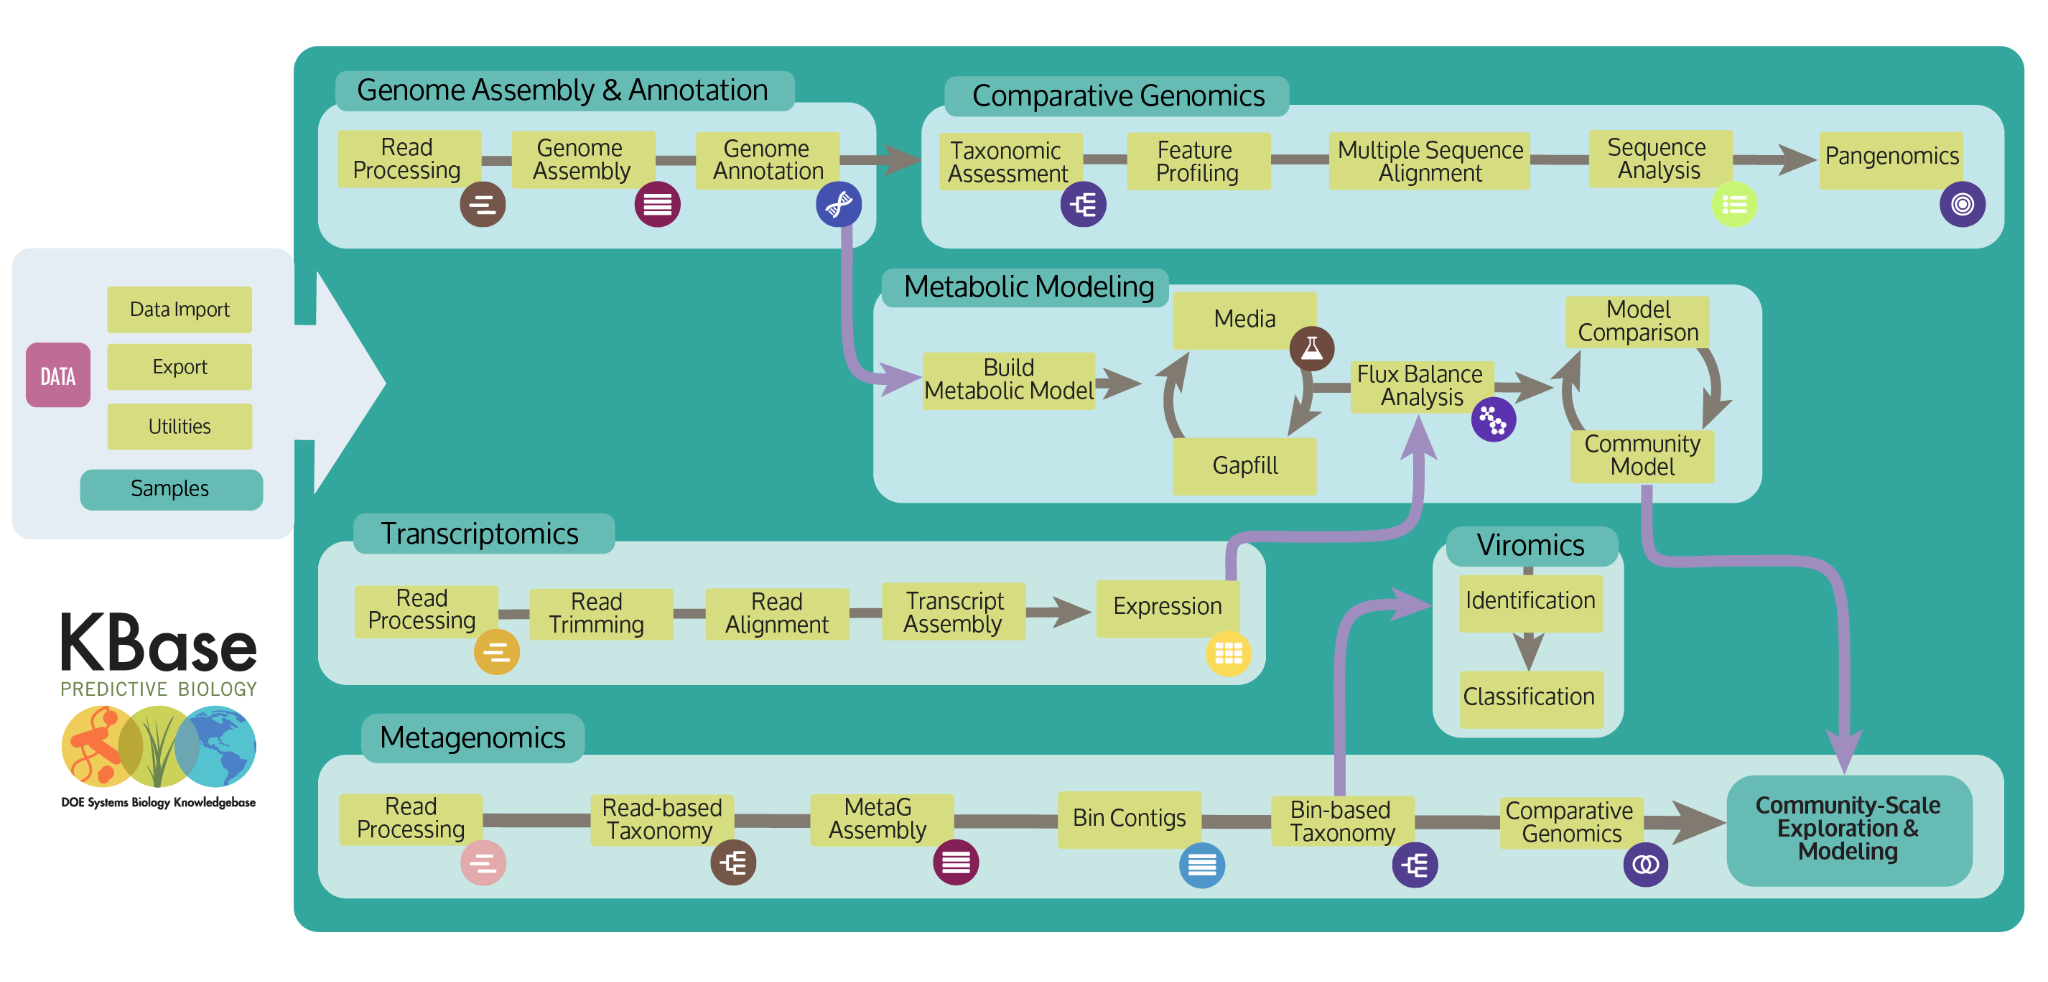 Genome Assembly & Annotation
Read
Processing
Genome
Assembly
Genome
Annotation
Comparative Genomics
Taxonomic
Assessment
Feature
Profiling
Multiple Sequence
Alignment
Sequence
Analysis
Pangenomics
DATA
Data Import
Export
Utilities
Samples
Metabolic Modeling
Build
Metabolic Model
Media
Gapfill
Flux Balance
Analysis
Model
Comparison
Community
Model
Transcriptomics
Read
Processing
Read
Trimming
Read
Alignment
Transcript
Assembly
Expression
Viromics
Identification
Classification
KBase
PREDICTIVE BIOLOGY
DOE Systems Biology Knowledgebase
Metagenomics
Read
Processing
Read-based
Taxonomy
MetaG
Assembly
Bin Contigs
Bin-based
Taxonomy
Comparative
Genomics
Community-Scale
Exploration &
Modeling